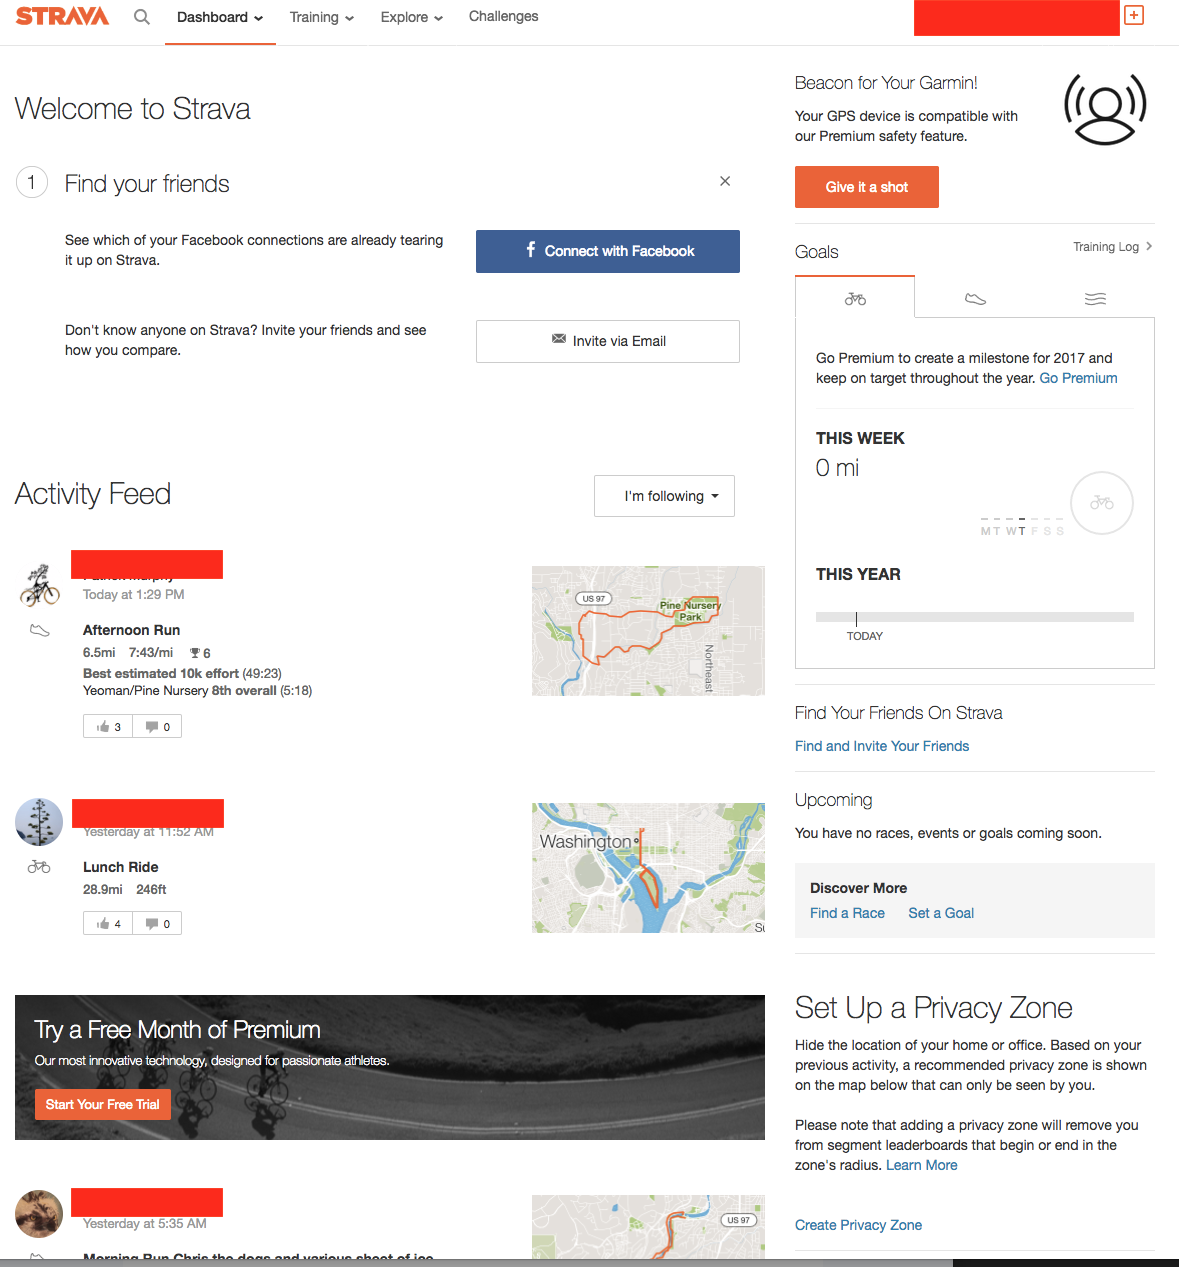 STRAVA
Dashboard
Training
Explore
Challenges
Welcome to Strava
1
Find your friends
See which of your Facebook connections are already tearing
it up on Strava.
f Connect with Facebook
Don't know anyone on Strava? Invite your friends and see
how you compare.
Invite via Email
Activity Feed
I'm following
Today at 1:29 PM
Afternoon Run
6.5mi 7:43/mi 6
Best estimated 10k effort (49:23)
Yeoman/Pine Nursery 8th overall (5:18)
3 0
US 97
Pine Nursery
Park
Northeast
Yesterday at 11:52 AM
Lunch Ride
28.9mi 246ft
4 0
Washington
Su
Try a Free Month of Premium
Our most innovative technology, designed for passionate athletes.
Start Your Free Trial
Yesterday at 5:35 AM
Morning Run Chris the dogs and various sheet of ice
US 97
Beacon for Your Garmin!
Your GPS device is compatible with
our Premium safety feature.
Give it a shot
Goals
Training Log
Go Premium to create a milestone for 2017 and
keep on target throughout the year. Go Premium
THIS WEEK
0 mi
M T W T F S S
THIS YEAR
TODAY
Find Your Friends On Strava
Find and Invite Your Friends
Upcoming
You have no races, events or goals coming soon.
Discover More
Find a Race Set a Goal
Set Up a Privacy Zone
Hide the location of your home or office. Based on your
previous activity, a recommended privacy zone is shown
on the map below that can only be seen by you.
Please note that adding a privacy zone will remove you
from segment leaderboards that begin or end in the
zone's radius. Learn More
Create Privacy Zone